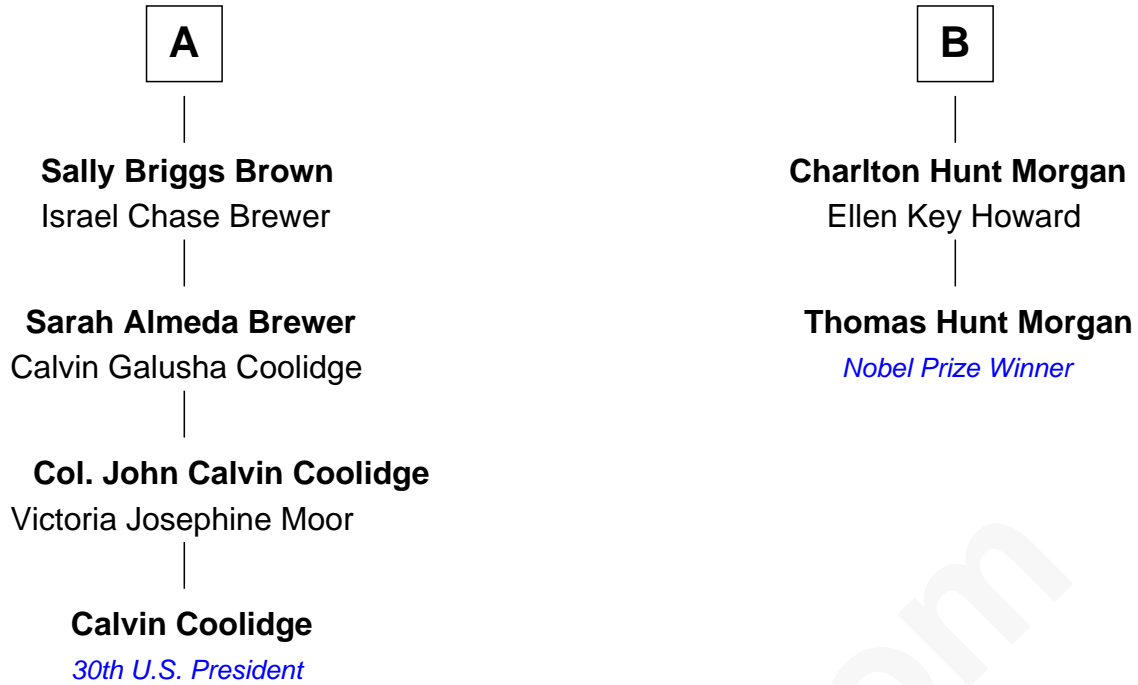 A
Sally Briggs Brown
Israel Chase Brewer
Sarah Almeda Brewer
Calvin Galusha Coolidge
Col. John Calvin Coolidge
Victoria Josephine Moor
Calvin Coolidge
30th U.S. President
B
Charlton Hunt Morgan
Ellen Key Howard
Thomas Hunt Morgan
Nobel Prize Winner
om